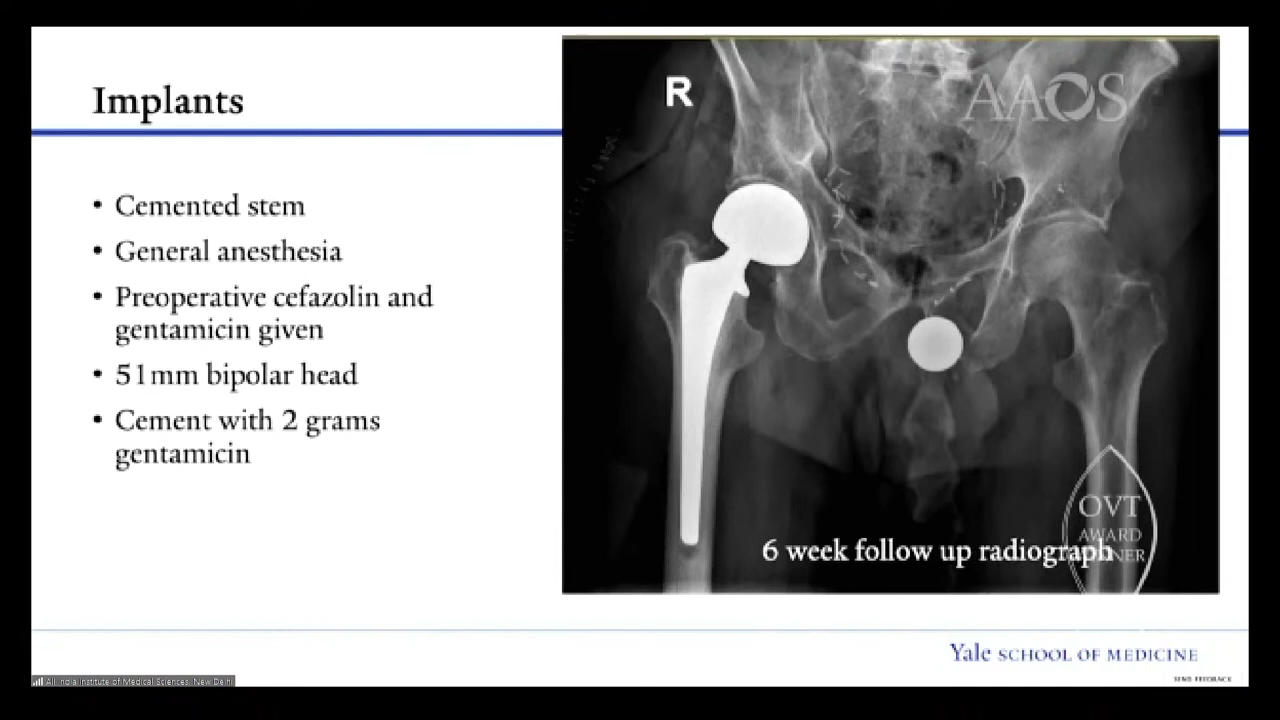 Implants
R
AAOS
• Cemented stem
• General anesthesia
• Preoperative cefazolin and
gentamicin given
• 51mm bipolar head
• Cement with 2 grams
gentamicin
OVT
AWARD
6 week follow up radiograph
Yale SCHOOL OF MEDICINE
All India Institute of Medical Sciences, New Delhi
SEND FEEDBACK